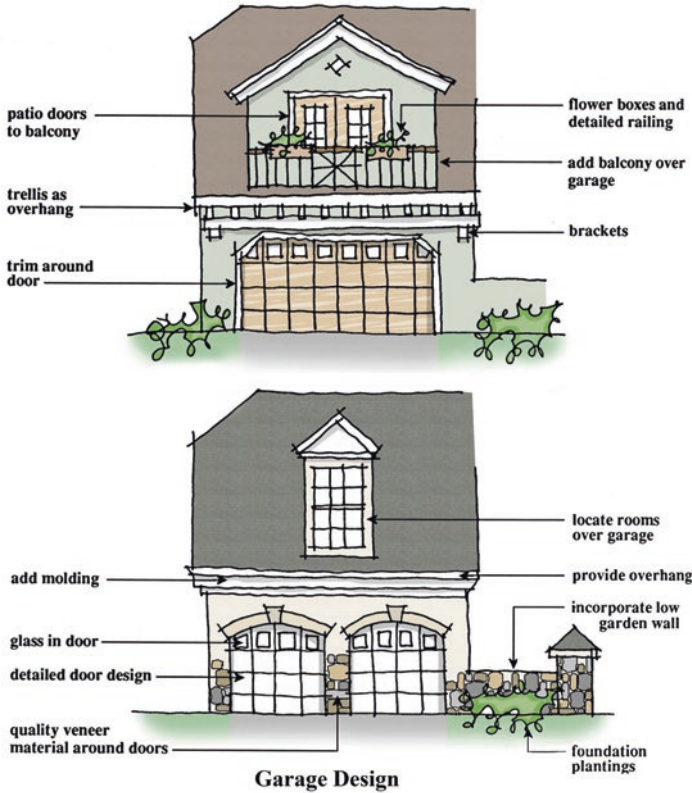 patio doors
to balcony
flower boxes and
detailed railing
add balcony over
garage
trellis as
overhang
brackets
trim around
door
locate rooms
over garage
add molding
provide overhang
incorporate low
garden wall
glass in door
detailed door design
quality veneer
material around doors
foundation
plantings
Garage Design